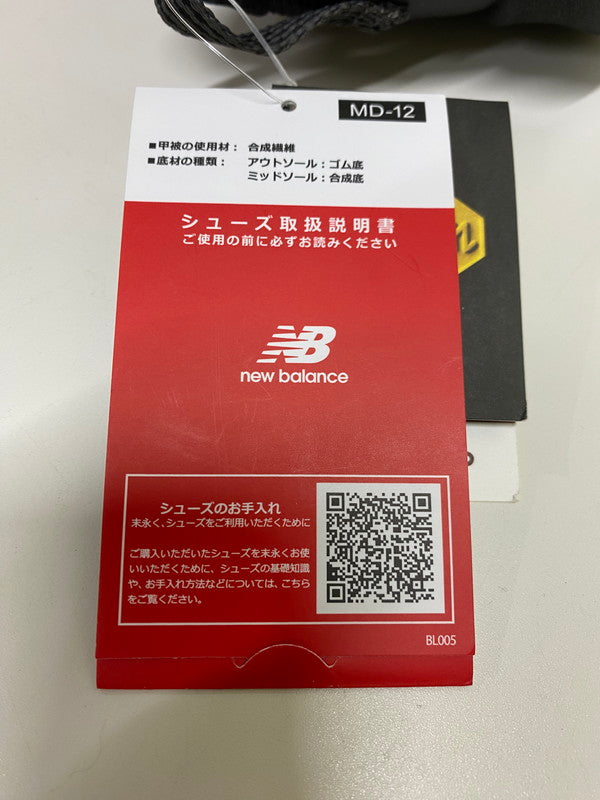 MD-12
■甲被の使用材： 合成繊維
■底材の種類： アウトソール：ゴム底
ミッドソール：合成底
シューズ取扱説明書
ご使用の前に必ずお読みください
NB
new balance
シューズのお手入れ
末永く、シューズをご利用いただくために
ご購入いただいたシューズを末永くお使
いいただくために、シューズの基礎知識
や、お手入れ方法などについては、こちら
をご覧ください。
BL005